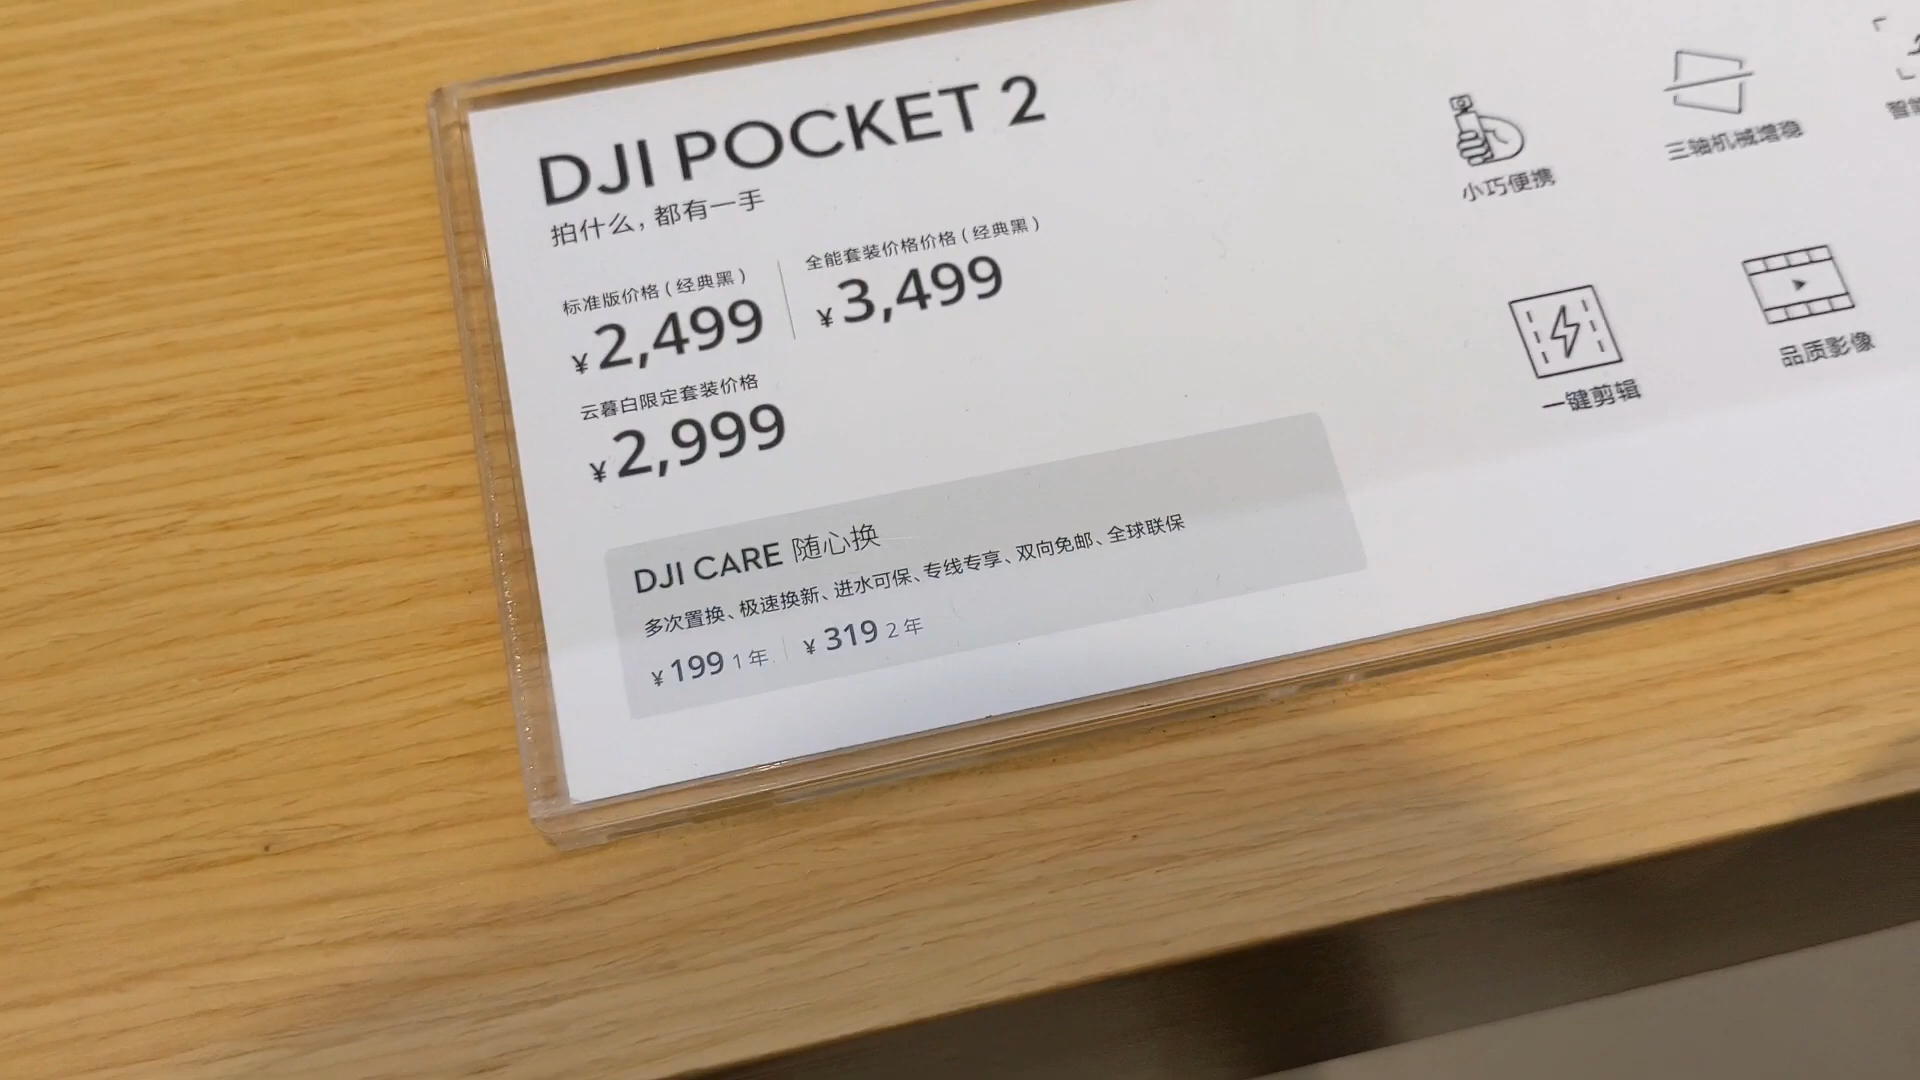 DJI POCKET 2
拍什么，都有一手
标准版价格（经典黑）
¥2,499
全能套装价格价格（经典黑）
¥3,499
云暮白限定套装价格
¥2,999
DJI CARE 随心换
多次置换、极速换新、进水可保、专线专享、双向免邮、全球联保
¥199 1年 ¥319 2年
小巧便携
三轴机械增稳
一键剪辑
品质影像